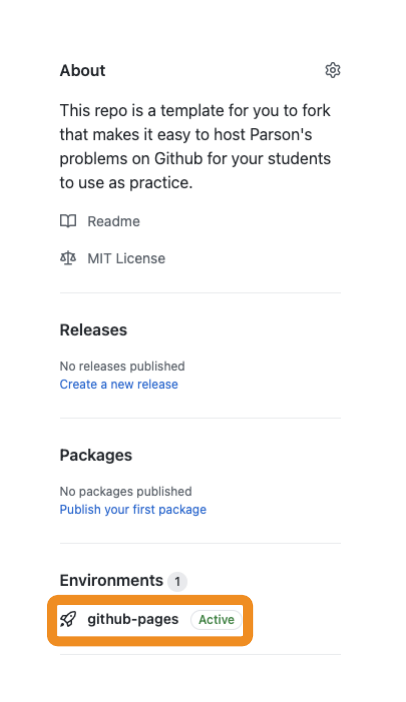 About
This repo is a template for you to fork
that makes it easy to host Parson's
problems on Github for your students
to use as practice.
Readme
MIT License
Releases
No releases published
Create a new release
Packages
No packages published
Publish your first package
Environments 1
github-pages Active